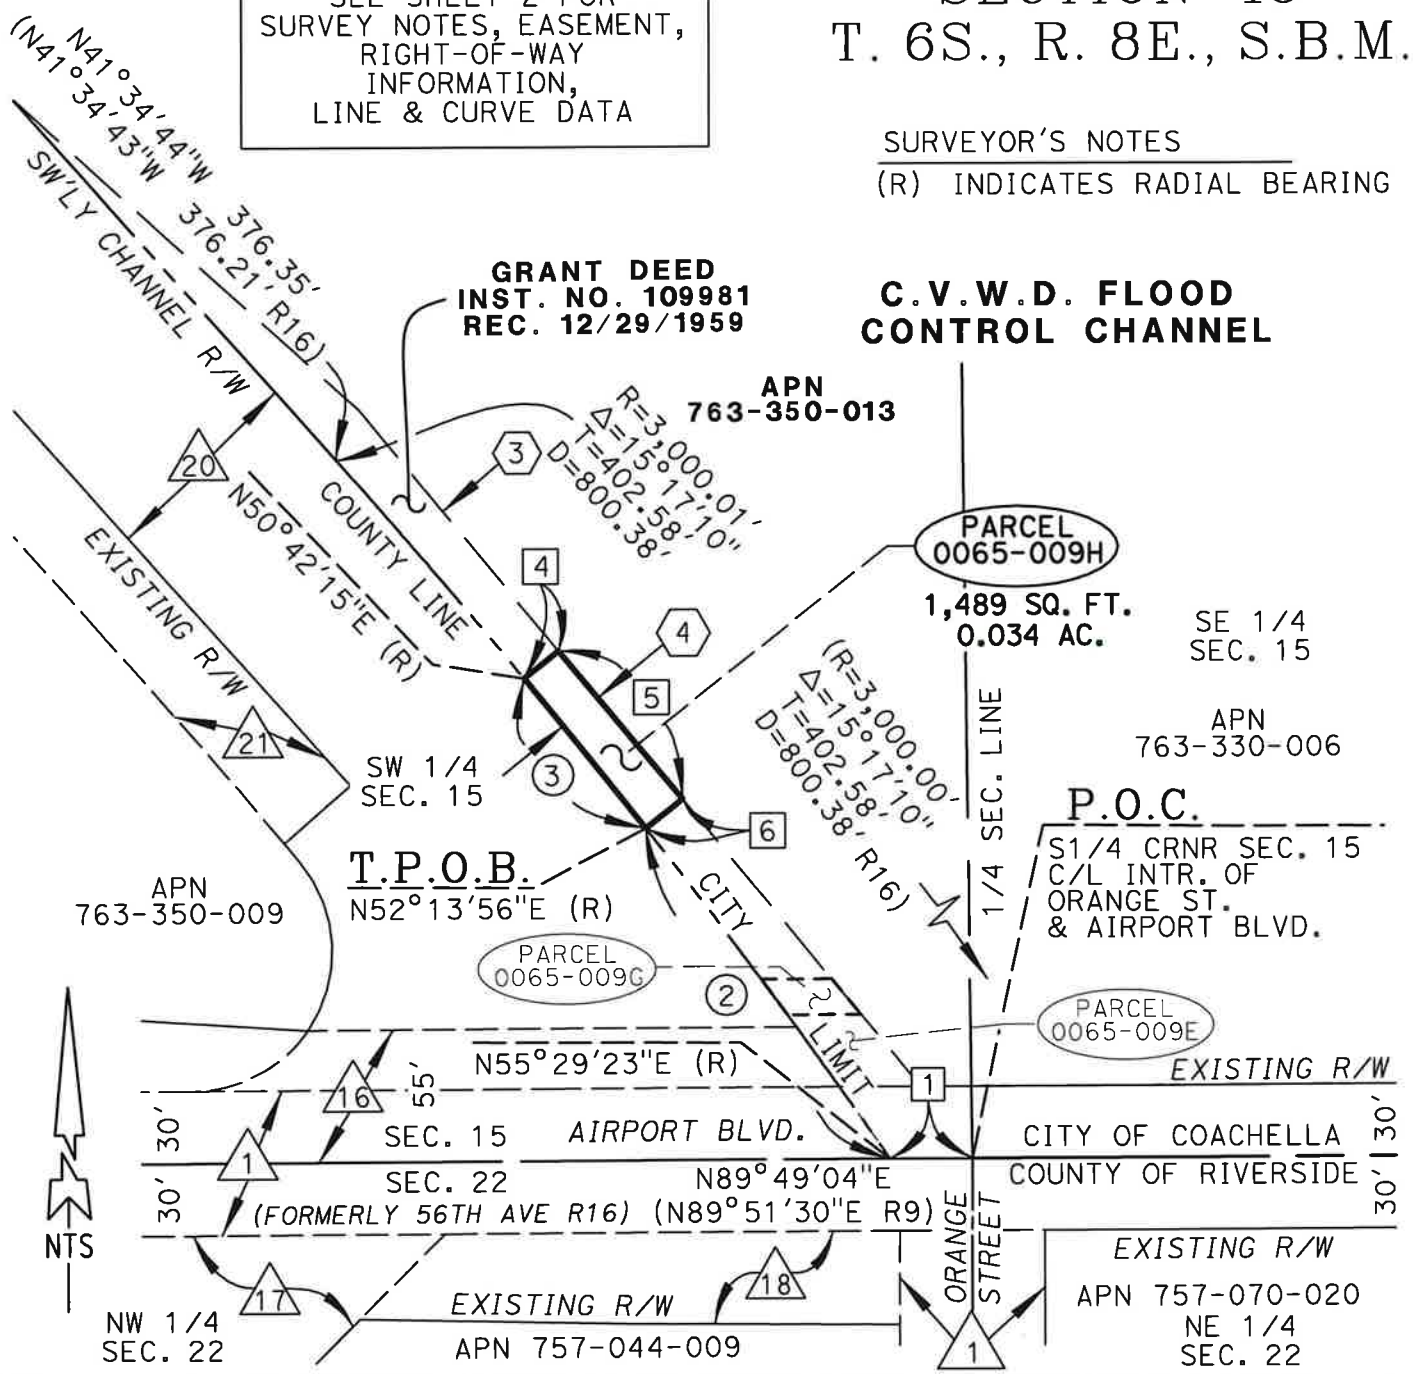 SEE SHEET 2 FOR
SURVEY NOTES, EASEMENT,
RIGHT-OF-WAY
INFORMATION,
LINE & CURVE DATA
T. 6S., R. 8E., S.B.M.
SURVEYOR'S NOTES
(R) INDICATES RADIAL BEARING
N41°34'44"W 376.35'
(N41°34'43"W 376.21' R16)
SW'LY CHANNEL R/W
GRANT DEED
INST. NO. 109981
REC. 12/29/1959
C.V.W.D. FLOOD
CONTROL CHANNEL
APN
763-350-013
R=3,000.01'
Δ=15°17'10"
T=402.58'
D=800.38'
3
20
N50°42'15"E (R)
COUNTY LINE
EXISTING R/W
PARCEL
0065-009H
1,489 SQ. FT.
0.034 AC.
4
4
5
SE 1/4
SEC. 15
21
(R=3,000.00'
Δ=15°17'10"
T=402.58'
D=800.38' R16)
1/4 SEC. LINE
APN
763-330-006
SW 1/4
SEC. 15
3
6
P.O.C.
S1/4 CRNR SEC. 15
C/L INTR. OF
ORANGE ST.
& AIRPORT BLVD.
T.P.O.B.
N52°13'56"E (R)
APN
763-350-009
CITY
LIMIT
PARCEL
0065-009G
2
PARCEL
0065-009E
N55°29'23"E (R)
1
EXISTING R/W
16
55'
30'
1
SEC. 15
AIRPORT BLVD.
CITY OF COACHELLA
30'
30'
SEC. 22
N89°49'04"E
COUNTY OF RIVERSIDE
30'
(FORMERLY 56TH AVE R16) (N89°51'30"E R9)
NTS
ORANGE
STREET
EXISTING R/W
17
18
EXISTING R/W
APN 757-070-020
NE 1/4
SEC. 22
NW 1/4
SEC. 22
APN 757-044-009
1